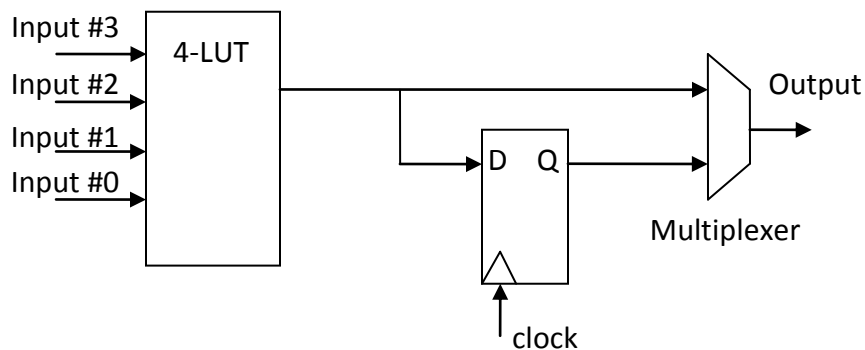 Input #3
4-LUT
Input #2
Output
Input #1
D Q
Input #0
Multiplexer
clock